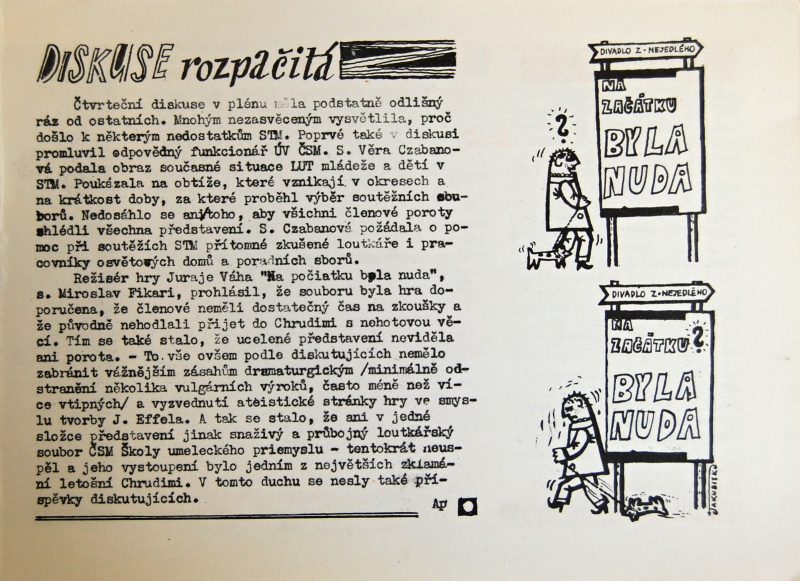 DISKUSE rozpačitá
Čtvrteční diskuse v plénu měla podstatně odlišný
ráz od ostatních. Mnohým nezasvěceným vysvětlila, proč
došlo k některým nedostatkům STM. Poprvé také v diskusi
promluvil odpovědný funkcionář ÚV ČSM. S. Věra Czabano-
vá podala obraz současné situace LUT mládeže a dětí v
STM. Poukázala na obtíže, které vznikají v okresech a
na krátkost doby, za které proběhl výběr soutěžních sbu-
borů. Nedosáhlo se ani/toho, aby všichni členové poroty
shlédli všechna představení. S. Czabanová požádala o po-
moc při soutěžích STM přítomné zkušené loutkáře i pra-
covníky osvětových domů a poradních sborů.
Režisér hry Juraje Váha "Na počiatku bola nuda",
s. Miroslav Fikari, prohlásil, že souboru byla hra do-
poručena, že členové neměli dostatečný čas na zkoušky a
že původně nehodlali přijet do Chrudimi s nehotovou vě-
cí. Tím se také stalo, že ucelené představení neviděla
ani porota. - To vše ovšem podle diskutujících nemělo
zabránit vážnějším zásahům dramaturgickým /minimálně od-
stranění několika vulgárních výroků, často méně než ví-
ce vtipných/ a vyzvednutí ateistické stránky hry ve smys-
lu tvorby J. Effela. A tak se stalo, že ani v jedné
složce představení jinak snaživý a průbojný loutkářský
soubor ČSM Školy umeleckého priemyslu - tentokrát neus-
pěl a jeho vystoupení bylo jedním z největších zklamá-
ní letošní Chrudimi. V tomto duchu se nesly také pří-
spěvky diskutujících.
Ap
DIVADLO Z. NEJEDLÉHO
NA
ZAČÁTKU
BYLA
NUDA
?
DIVADLO Z. NEJEDLÉHO
NA
ZAČÁTKU ?
BYLA
NUDA
JAKUBISKO